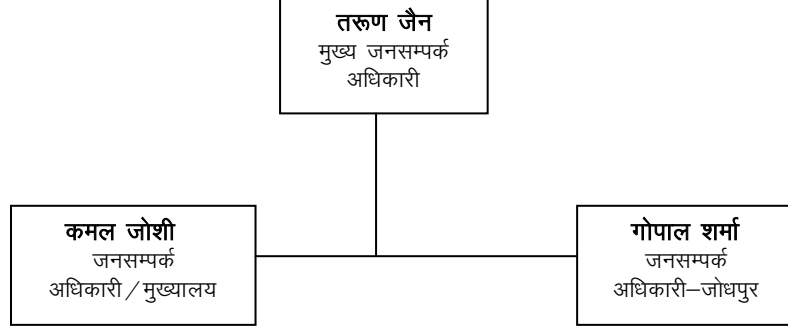 तरूण जैन
मुख्य जनसम्पर्क
अधिकारी
कमल जोशी
जनसम्पर्क
अधिकारी/मुख्यालय
गोपाल शर्मा
जनसम्पर्क
अधिकारी–जोधपुर